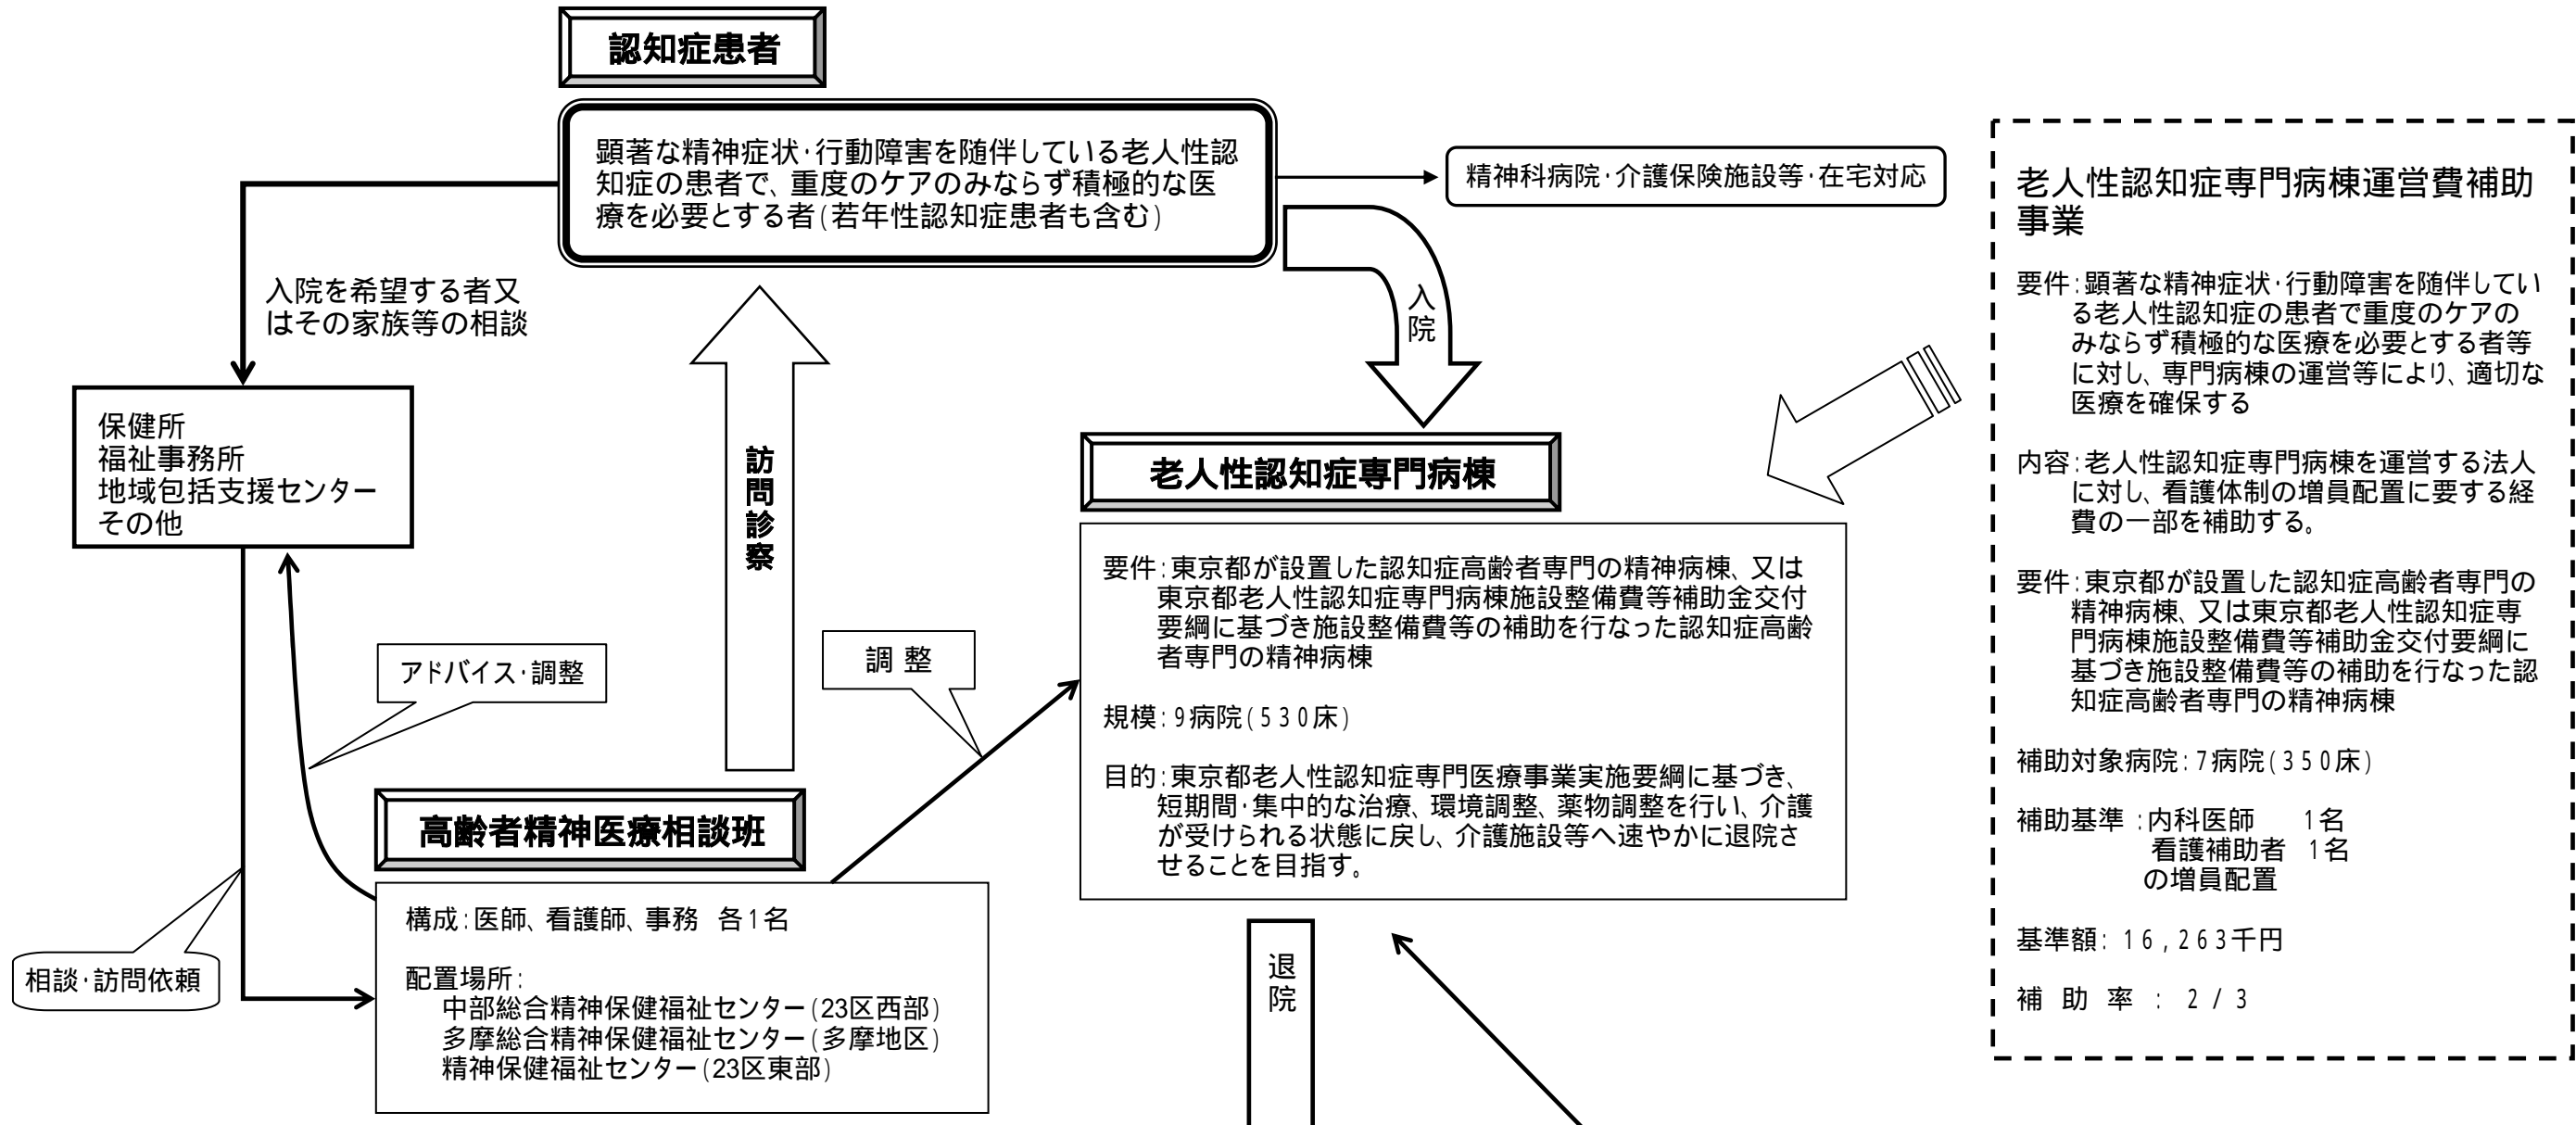 認知症患者
顕著な精神症状・行動障害を随伴している老人性認
知症の患者で、重度のケアのみならず積極的な医
療を必要とする者(若年性認知症患者も含む)
精神科病院・介護保険施設等・在宅対応
入院
入院を希望する者又
はその家族等の相談
保健所
福祉事務所
地域包括支援センター
その他
訪問診察
アドバイス・調整
調 整
相談・訪問依頼
高齢者精神医療相談班
構成:医師、看護師、事務 各1名
配置場所:
中部総合精神保健福祉センター(23区西部)
多摩総合精神保健福祉センター(多摩地区)
精神保健福祉センター(23区東部)
老人性認知症専門病棟
要件:東京都が設置した認知症高齢者専門の精神病棟、又は
東京都老人性認知症専門病棟施設整備費等補助金交付
要綱に基づき施設整備費等の補助を行なった認知症高齢
者専門の精神病棟
規模:9病院(530床)
目的:東京都老人性認知症専門医療事業実施要綱に基づき、
短期間・集中的な治療、環境調整、薬物調整を行い、介護
が受けられる状態に戻し、介護施設等へ速やかに退院さ
せることを目指す。
退院
老人性認知症専門病棟運営費補助
事業
要件:顕著な精神症状・行動障害を随伴してい
る老人性認知症の患者で重度のケアの
みならず積極的な医療を必要とする者等
に対し、専門病棟の運営等により、適切な
医療を確保する
内容:老人性認知症専門病棟を運営する法人
に対し、看護体制の増員配置に要する経
費の一部を補助する。
要件:東京都が設置した認知症高齢者専門の
精神病棟、又は東京都老人性認知症専
門病棟施設整備費等補助金交付要綱に
基づき施設整備費等の補助を行なった認
知症高齢者専門の精神病棟
補助対象病院:7病院(350床)
補助基準 :内科医師 1名
看護補助者 1名
の増員配置
基準額: 16,263千円
補 助 率 : 2 / 3